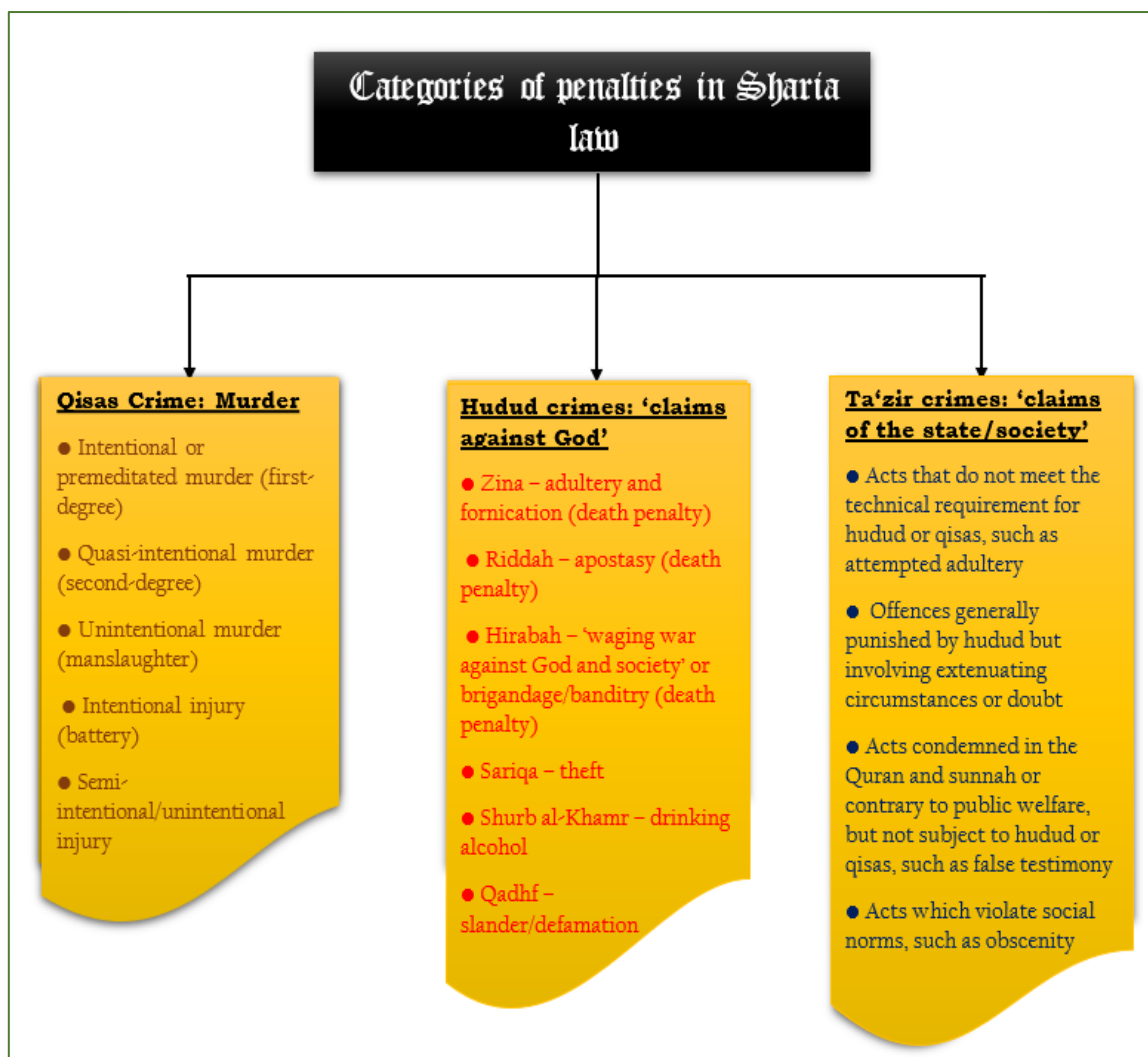 Categories of penalties in Sharia
law
Qisas Crime: Murder
● Intentional or
premeditated murder (first-
degree)
● Quasi-intentional murder
(second-degree)
● Unintentional murder
(manslaughter)
● Intentional injury
(battery)
● Semi-
intentional/unintentional
injury
Hudud crimes: ‘claims
against God’
● Zina – adultery and
fornication (death penalty)
● Riddah – apostasy (death
penalty)
● Hirabah – ‘waging war
against God and society’ or
brigandage/banditry (death
penalty)
● Sariqa – theft
● Shurb al-Khamr – drinking
alcohol
● Qadhf –
slander/defamation
Ta‘zir crimes: ‘claims
of the state/society’
● Acts that do not meet the
technical requirement for
hudud or qisas, such as
attempted adultery
● Offences generally
punished by hudud but
involving extenuating
circumstances or doubt
● Acts condemned in the
Quran and sunnah or
contrary to public welfare,
but not subject to hudud or
qisas, such as false testimony
● Acts which violate social
norms, such as obscenity